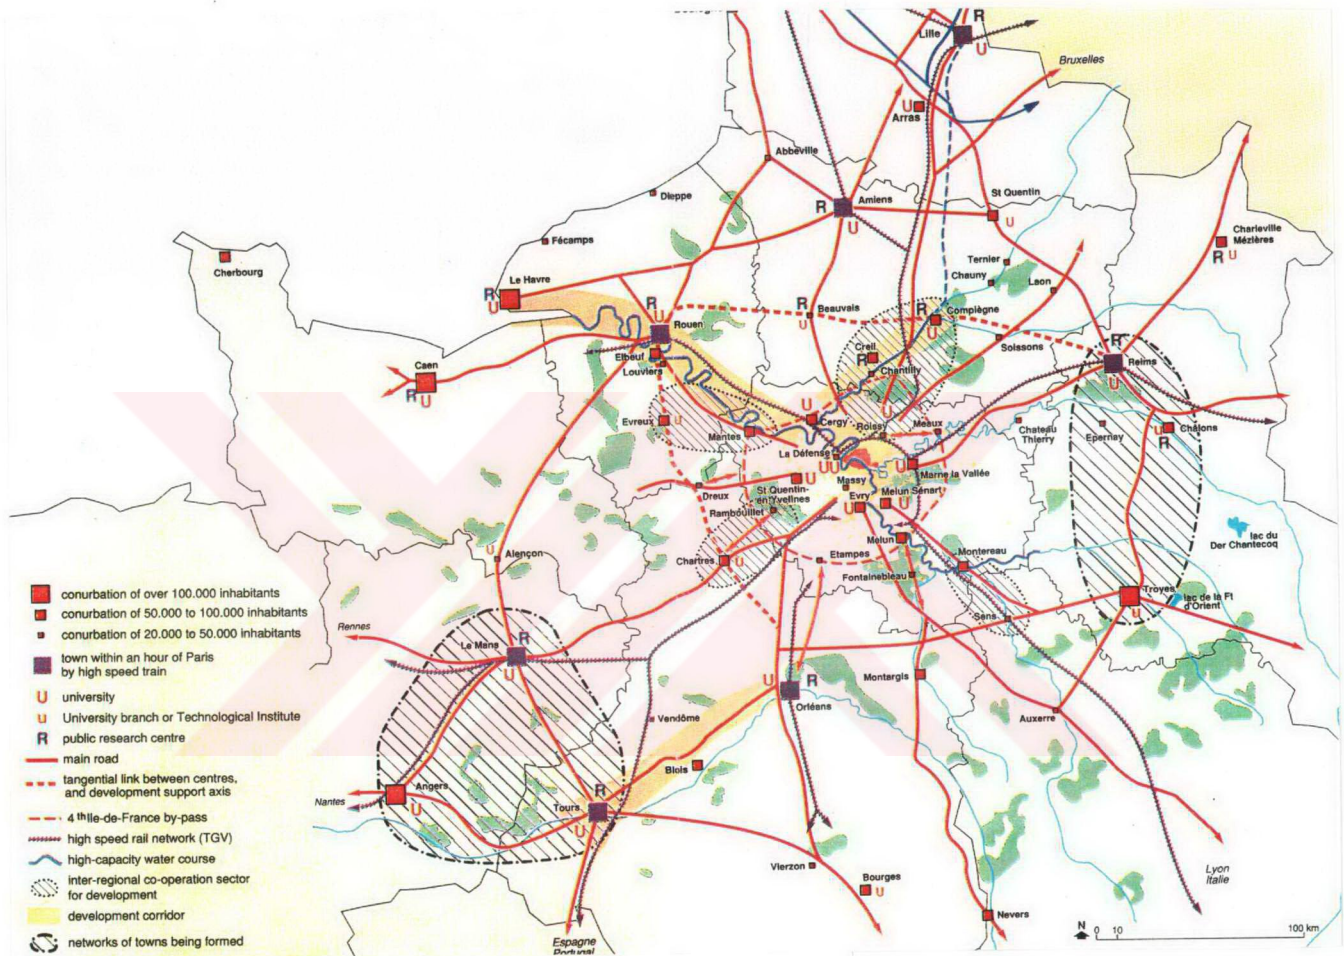 R
Lille
U
Bruxelles
U
Arras
Abbéville
Dieppe
R
Amiens
U
St Quentin
U
Charleville
Mézières
R U
Fécamps
Cherbourg
Ternier
Chauny
Laon
Le Havre
R
U
R
U
Rouen
R
Beauvais
U
R
Compiègne
U
Soissons
R
Reims
U
Elbeuf
Louviers
Creil
R
Chantilly
Caen
R U
Evreux
U
Mantes
U
Cergy
U
Roissy
Meaux
Chateau
Thierry
Epernay
U
Chalons
R
La Défense
U U
U
Marne la Vallée
Dreux
St Quentin-
en Yvelines
U
Massy
Evry
U
Melun Sénart
U
Rambouillet
Melun
lac du
Der Chantecoq
U
Alençon
Chartres
U
Etampes
Fontainebleau
Montereau
Sens
Troyes
U
lac de la Ft
d'Orient
Rennes
Le Mans
R
U
Montargis
U
R
Orléans
Auxerre
Vendôme
Blois
Angers
U
Nantes
R
Tours
U
Vierzon
Bourges
U
Nevers
Lyon
Italie
Espagne
Portugal
conurbation of over 100.000 inhabitants
conurbation of 50.000 to 100.000 inhabitants
conurbation of 20.000 to 50.000 inhabitants
town within an hour of Paris
by high speed train
U university
U University branch or Technological Institute
R public research centre
main road
tangential link between centres,
and development support axis
4 th Ile-de-France by-pass
high speed rail network (TGV)
high-capacity water course
inter-regional co-operation sector
for development
development corridor
networks of towns being formed
N
0 10 100 km